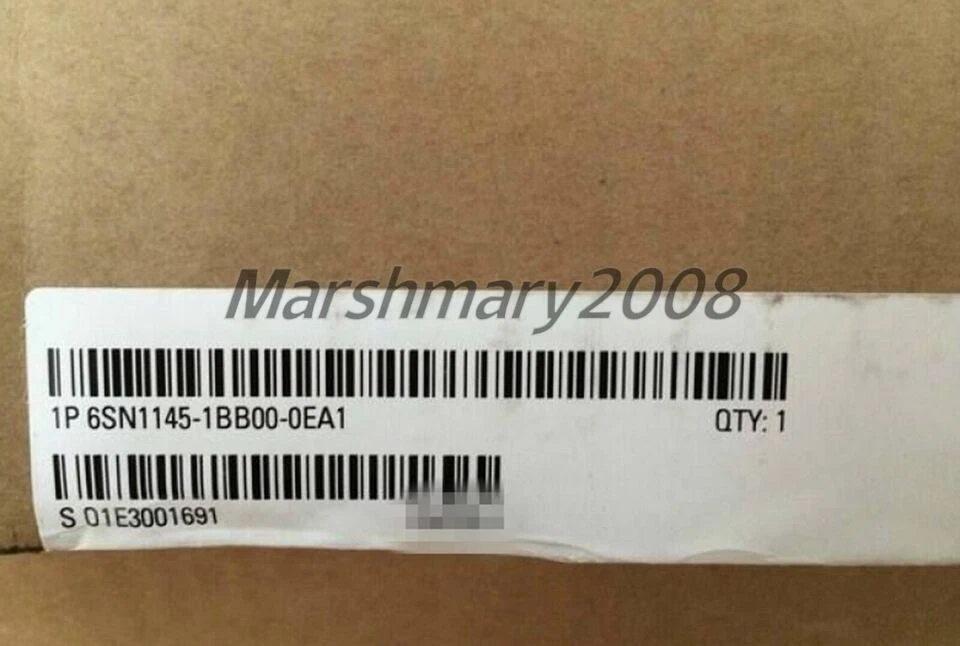 Marshmary2008
1P 6SN1145-1BB00-0EA1
QTY: 1
S 01E3001691